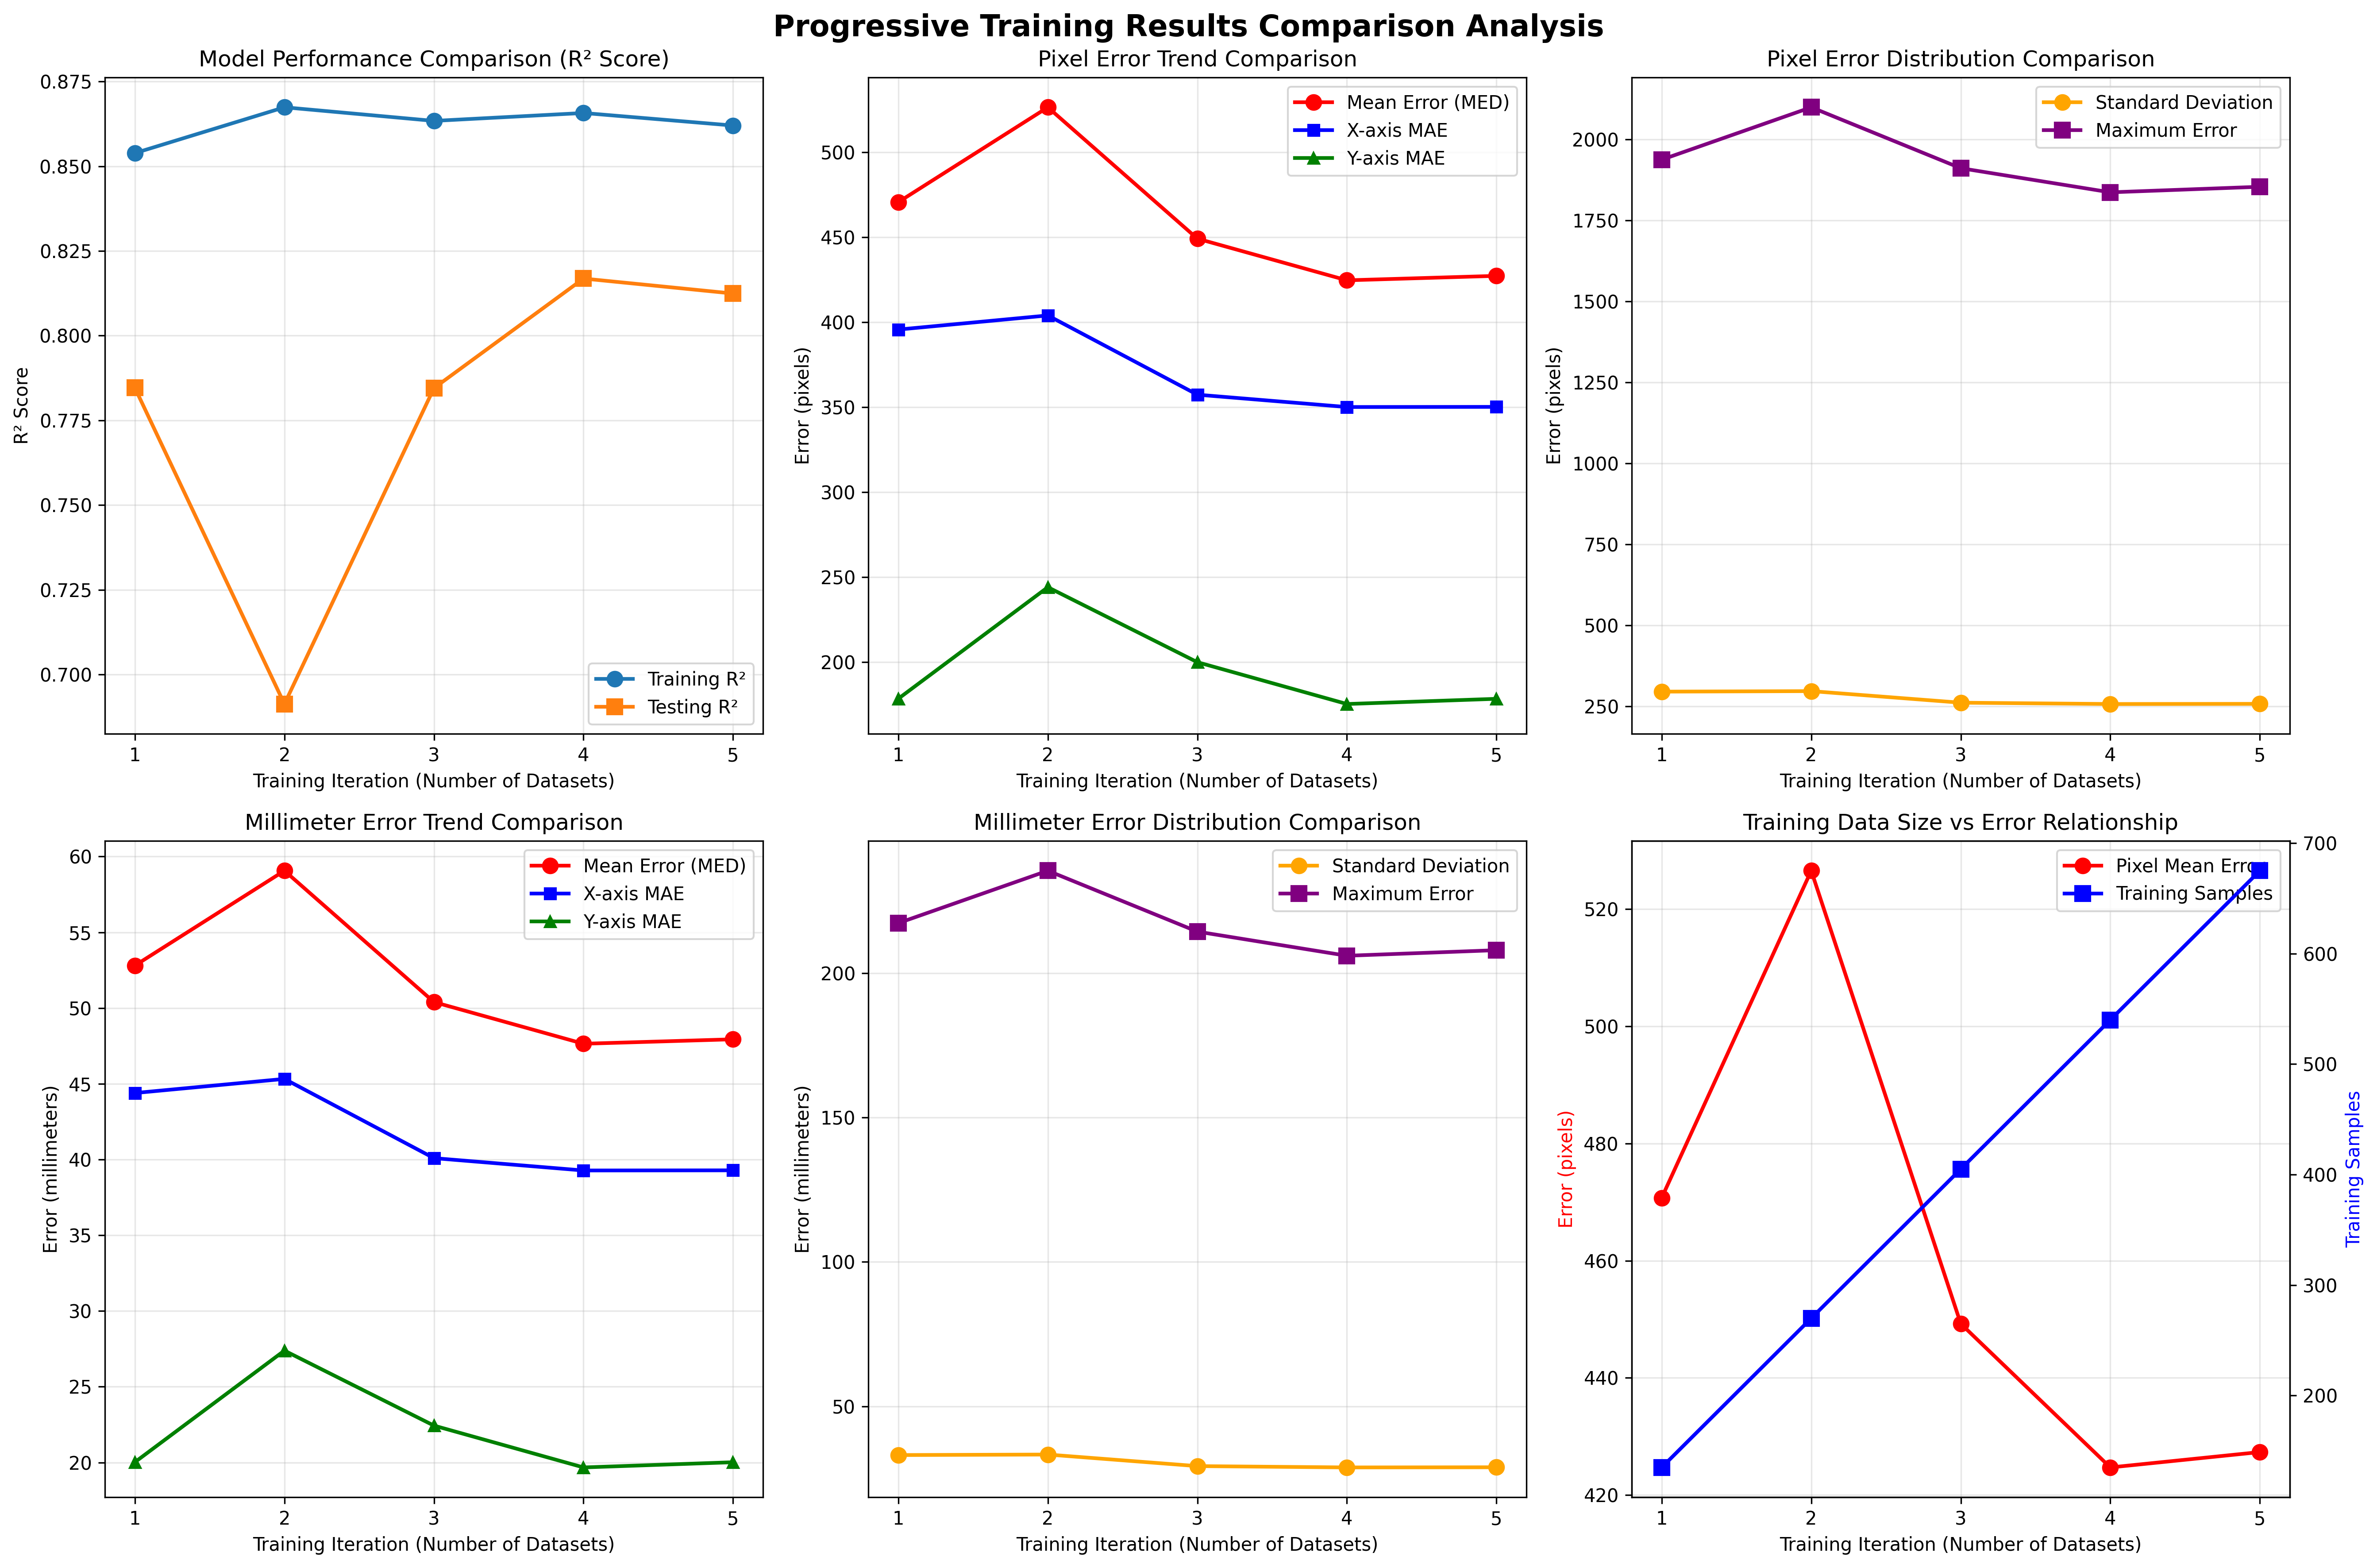 Progressive Training Results Comparison Analysis
Model Performance Comparison (R² Score)
0.875
0.850
0.825
0.800
0.775
0.750
0.725
0.700
R² Score
Training R²
Testing R²
1 2 3 4 5
Training Iteration (Number of Datasets)
Pixel Error Trend Comparison
500
450
400
350
300
250
200
Error (pixels)
Mean Error (MED)
X-axis MAE
Y-axis MAE
1 2 3 4 5
Training Iteration (Number of Datasets)
Pixel Error Distribution Comparison
2000
1750
1500
1250
1000
750
500
250
Error (pixels)
Standard Deviation
Maximum Error
1 2 3 4 5
Training Iteration (Number of Datasets)
Millimeter Error Trend Comparison
60
55
50
45
40
35
30
25
20
Error (millimeters)
Mean Error (MED)
X-axis MAE
Y-axis MAE
1 2 3 4 5
Training Iteration (Number of Datasets)
Millimeter Error Distribution Comparison
200
150
100
50
Error (millimeters)
Standard Deviation
Maximum Error
1 2 3 4 5
Training Iteration (Number of Datasets)
Training Data Size vs Error Relationship
520
500
480
460
440
420
Error (pixels)
Pixel Mean Error
Training Samples
700
600
500
400
300
200
Training Samples
1 2 3 4 5
Training Iteration (Number of Datasets)